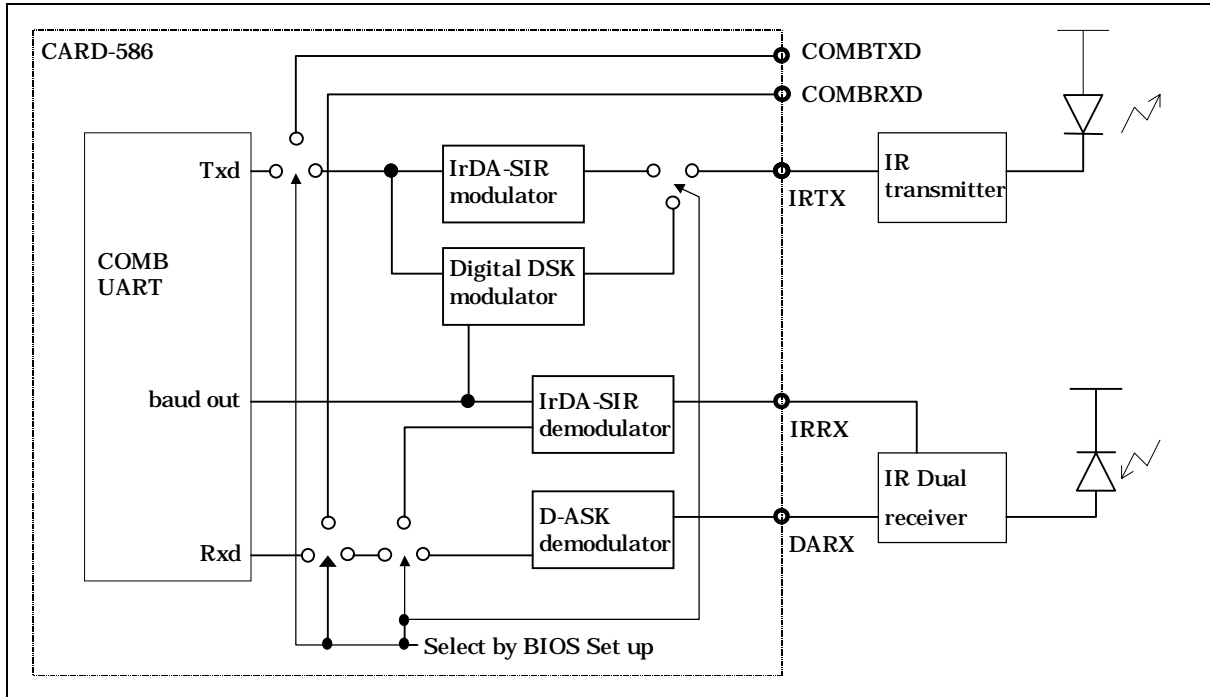 CARD-586
COMBTXD
COMBRXD
Txd
IrDA-SIR
modulator
IRTX
IR
transmitter
COMB
UART
Digital DSK
modulator
baud out
IrDA-SIR
demodulator
IRRX
IR Dual
receiver
D-ASK
demodulator
DARX
Rxd
Select by BIOS Set up